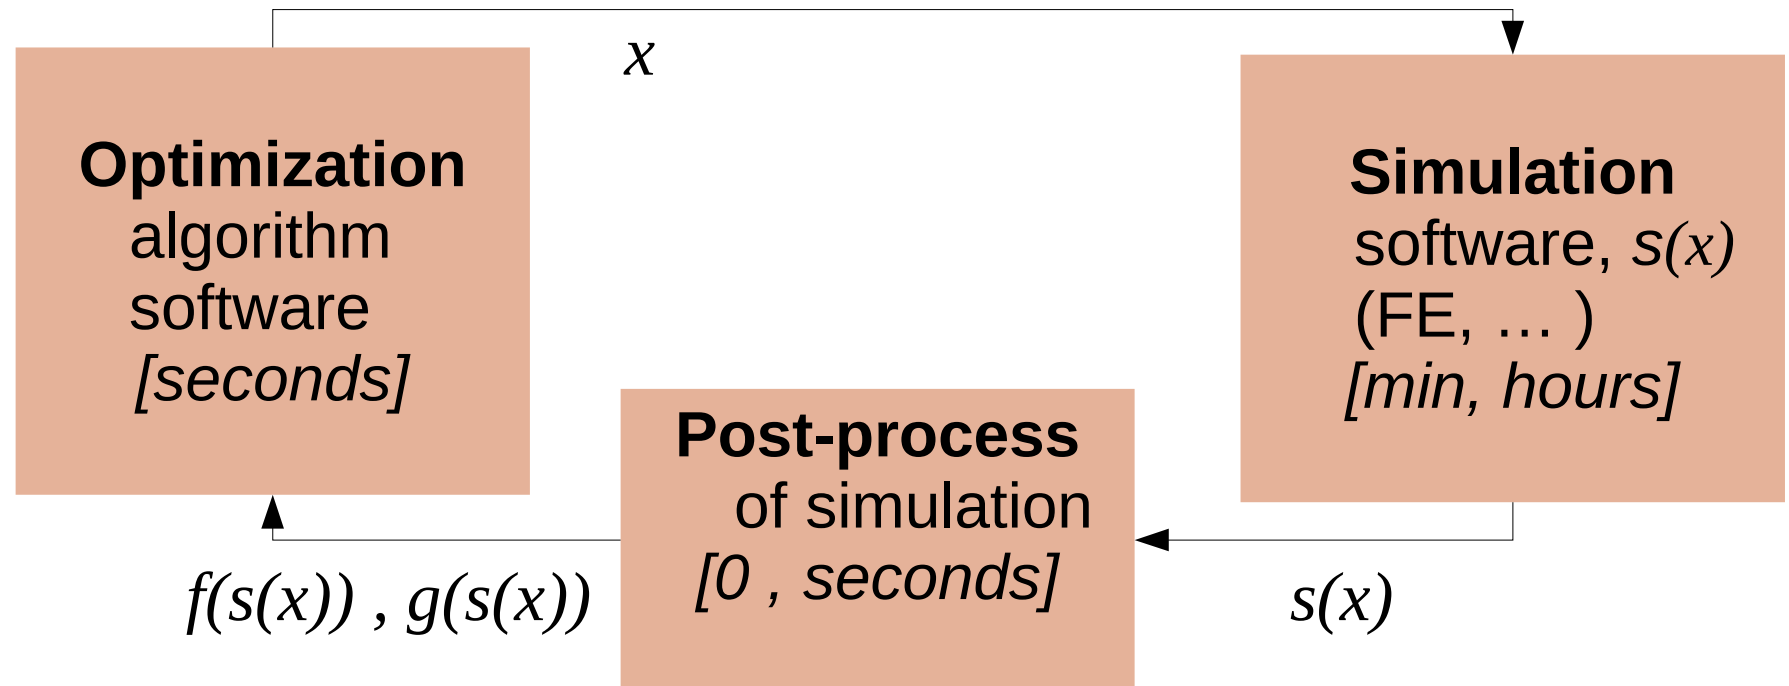 x
Optimization
algorithm
software
[seconds]
Simulation
software, s(x)
(FE, … )
[min, hours]
Post-process
of simulation
[0 , seconds]
f(s(x)) , g(s(x))
s(x)